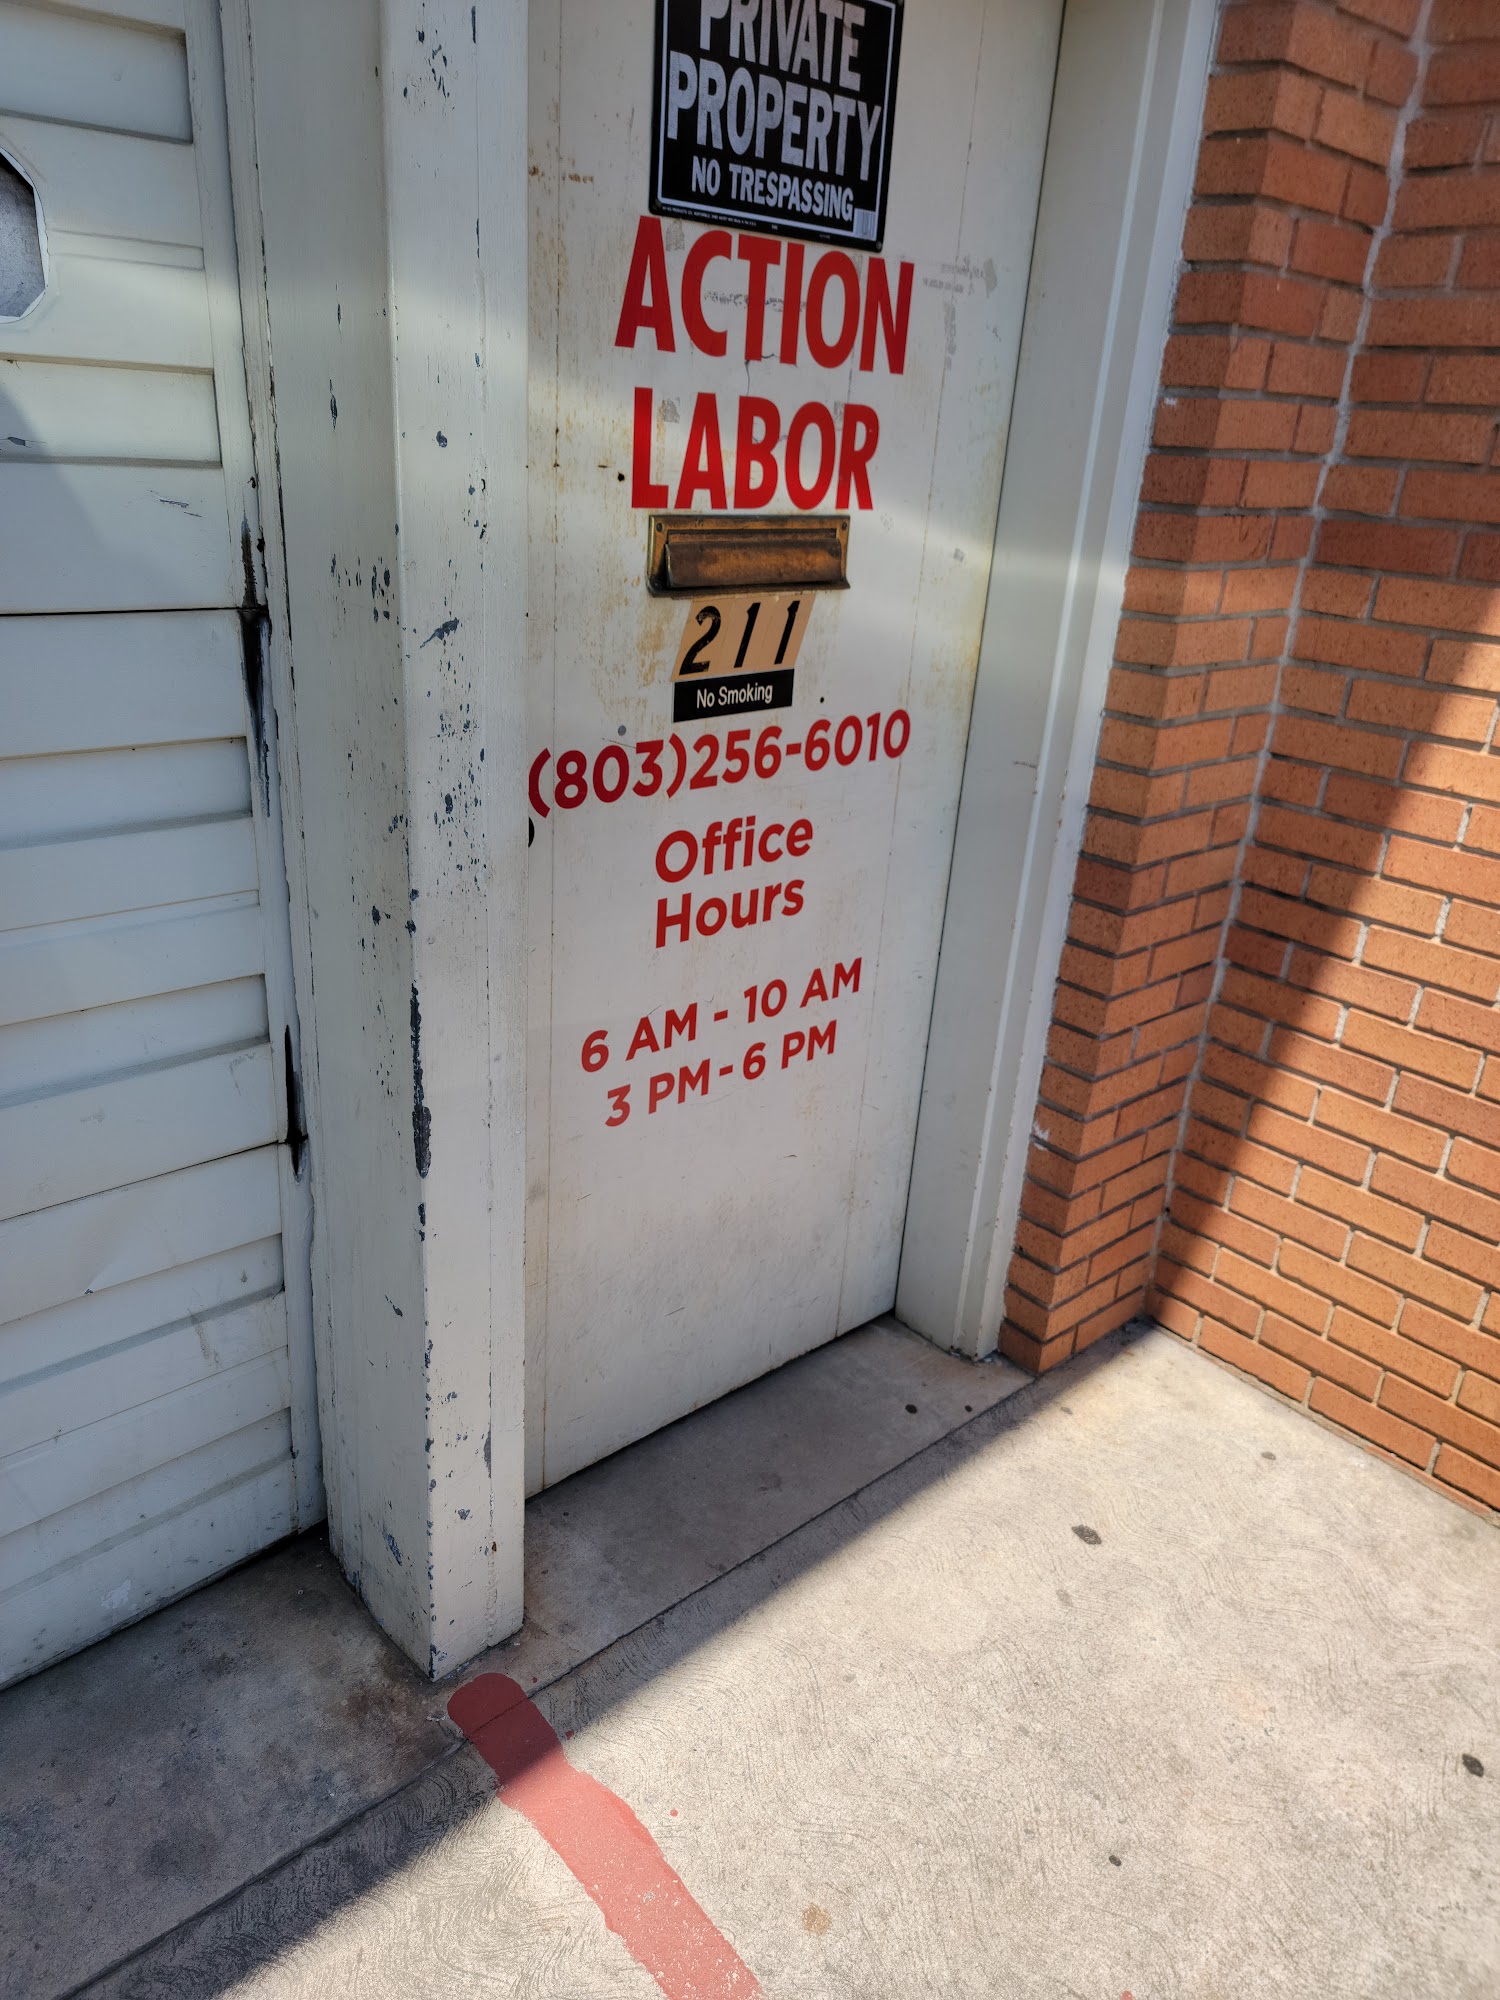 PRIVATE
PROPERTY
NO TRESPASSING
ACTION
LABOR
211
No Smoking
(803)256-6010
Office
Hours
6 AM - 10 AM
3 PM - 6 PM